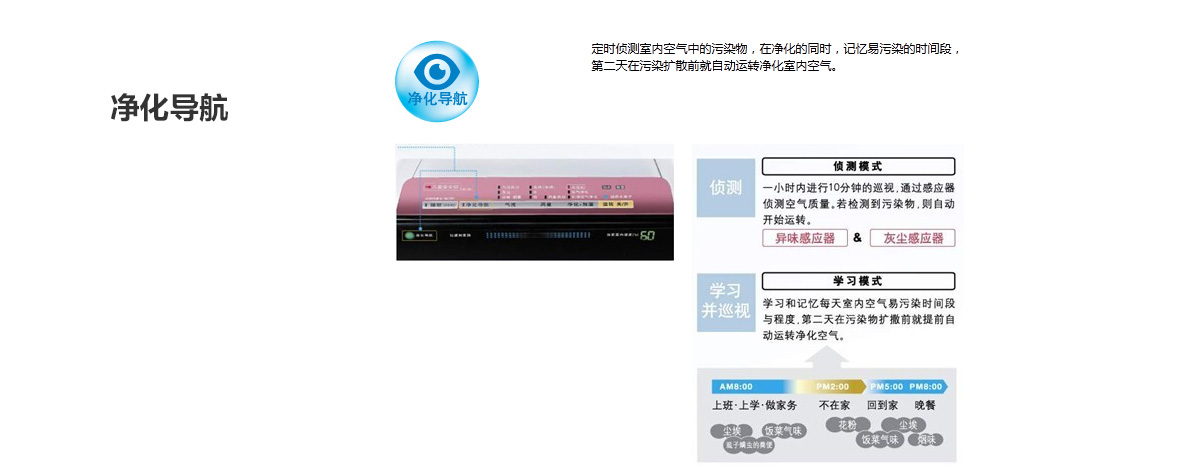 净化导航
净化导航
定时侦测室内空气中的污染物，在净化的同时，记忆易污染的时间段，
第二天在污染扩散前就自动运转净化室内空气。
净化导航
气流
风量
60
侦测
侦测模式
一小时内进行10分钟的巡视，通过感应器
侦测空气质量。若检测到污染物，则自动
开始运转。
异味感应器 & 灰尘感应器
学习
并巡视
学习模式
学习和记忆每天室内空气易污染时间段
与程度，第二天在污染物扩撒前就提前自
动运转净化空气。
AM8:00 PM2:00 PM5:00 PM8:00
上班·上学·做家务 不在家 回到家 晚餐
尘埃 饭菜气味 花粉 尘埃
虱子螨虫的粪便 饭菜气味 烟味